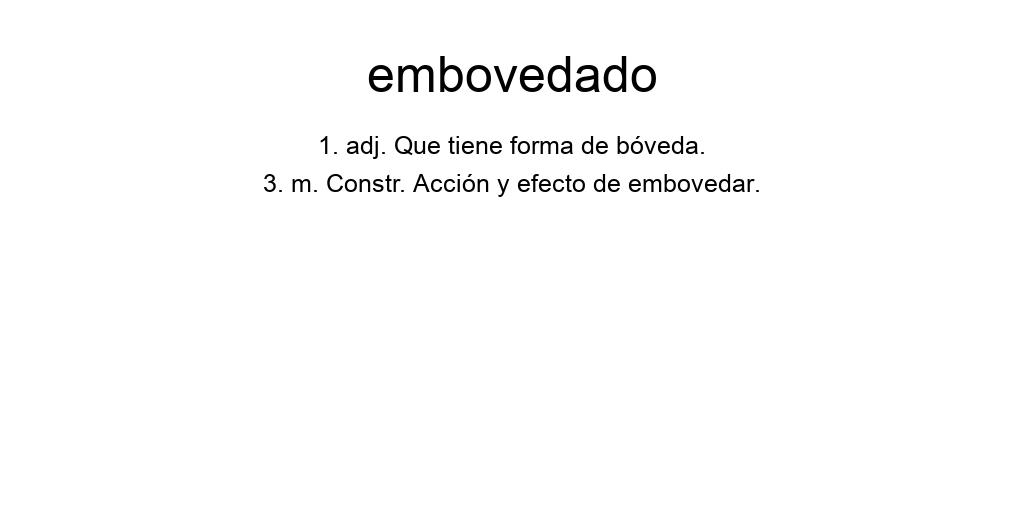 embovedado
1. adj. Que tiene forma de bóveda.
3. m. Constr. Acción y efecto de embovedar.